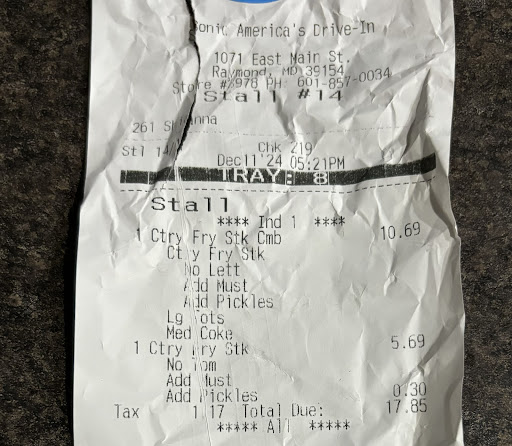 Sonic America's Drive-In
1071 East Main St.
Raymond, MD 39154
Store # 978 PH: 601-857-0034
Stall #14
261
Stl 14/ Chk 219
Dec11'24 05:21PM
TRAY: 8
Stall
**** Ind 1 ****
1 Ctry Fry Stk Cmb 10.69
Ctry Fry Stk
No Lett
Add Must
Add Pickles
Lg Tots
Med Coke
1 Ctry Fry Stk 5.69
No Tom
Add Must
Add Pickles 0.30
Tax 1.17 Total Due: 17.85
***** All *****